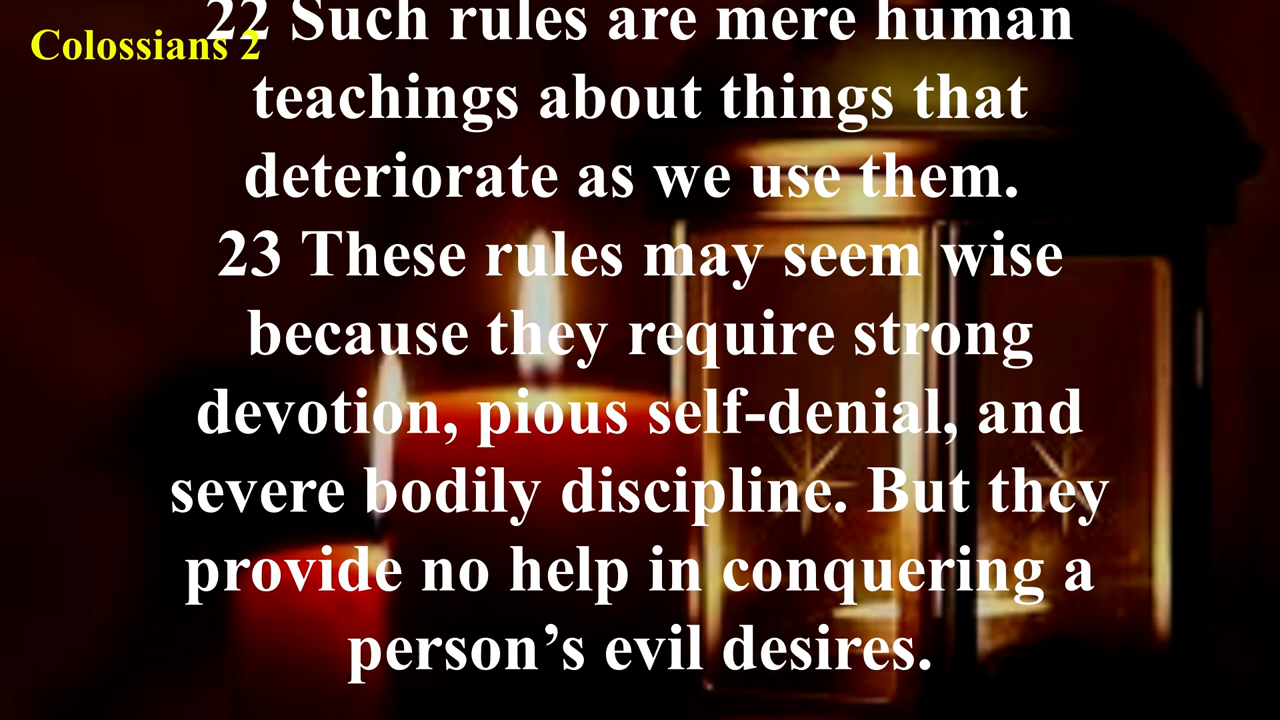 Colossians 2
22 Such rules are mere human
teachings about things that
deteriorate as we use them.
23 These rules may seem wise
because they require strong
devotion, pious self-denial, and
severe bodily discipline. But they
provide no help in conquering a
person’s evil desires.